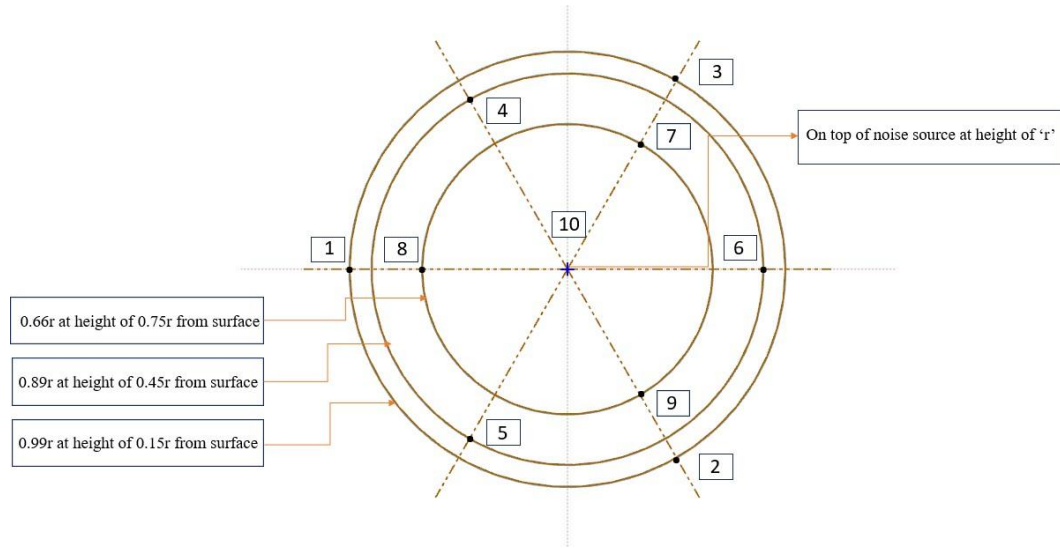 3
4
7
On top of noise source at height of ‘r’
10
1
8
6
0.66r at height of 0.75r from surface
0.89r at height of 0.45r from surface
9
0.99r at height of 0.15r from surface
5
2